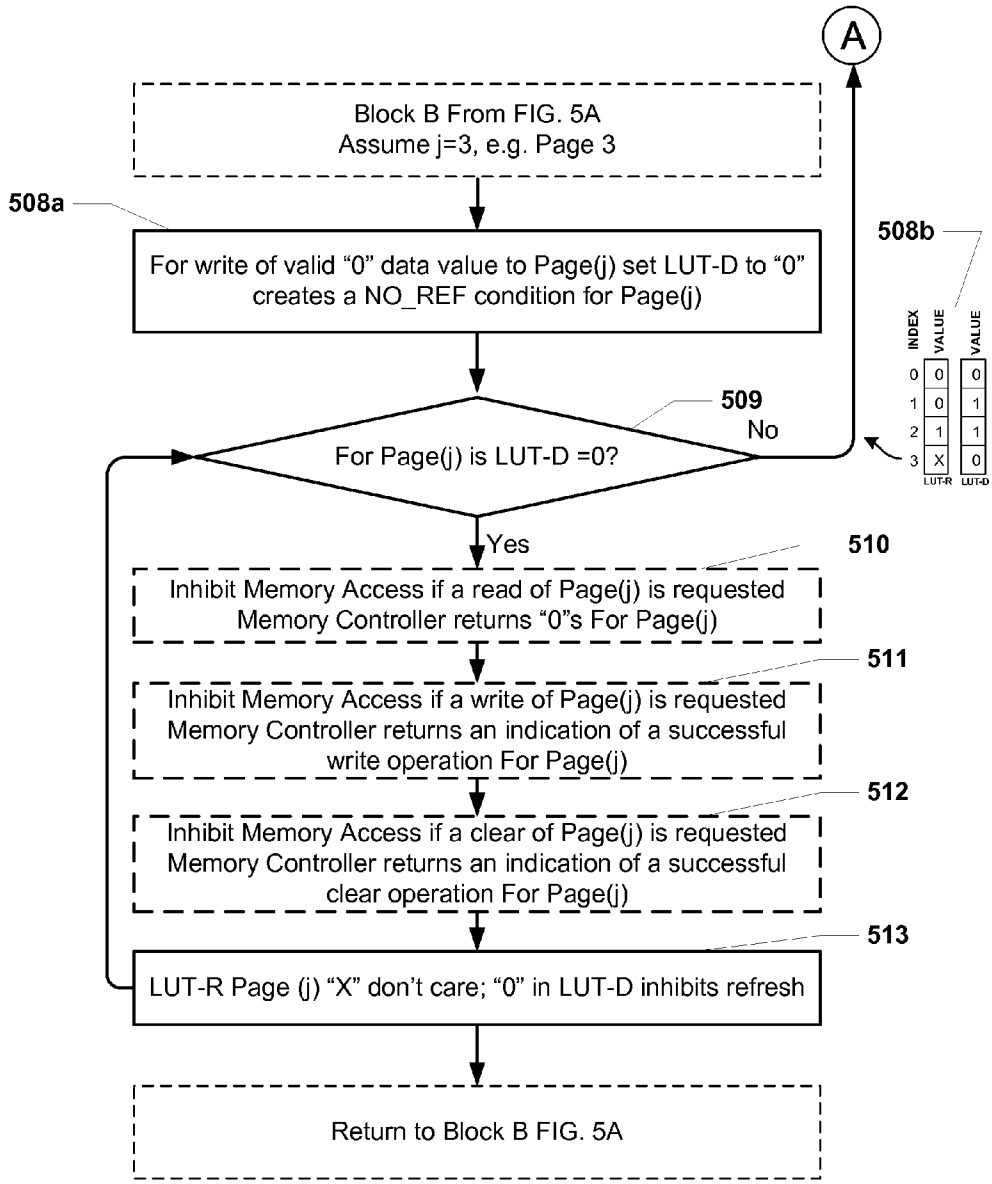 A
Block B From FIG. 5A
Assume j=3, e.g. Page 3
508a
For write of valid “0” data value to Page(j) set LUT-D to “0”
creates a NO_REF condition for Page(j)
508b
INDEX VALUE VALUE
0 0 0
1 0 1
2 1 1
3 X 0
LUT-R LUT-D
509
No
For Page(j) is LUT-D =0?
Yes
510
Inhibit Memory Access if a read of Page(j) is requested
Memory Controller returns “0”s For Page(j)
511
Inhibit Memory Access if a write of Page(j) is requested
Memory Controller returns an indication of a successful
write operation For Page(j)
512
Inhibit Memory Access if a clear of Page(j) is requested
Memory Controller returns an indication of a successful
clear operation For Page(j)
513
LUT-R Page (j) “X” don’t care; “0” in LUT-D inhibits refresh
Return to Block B FIG. 5A